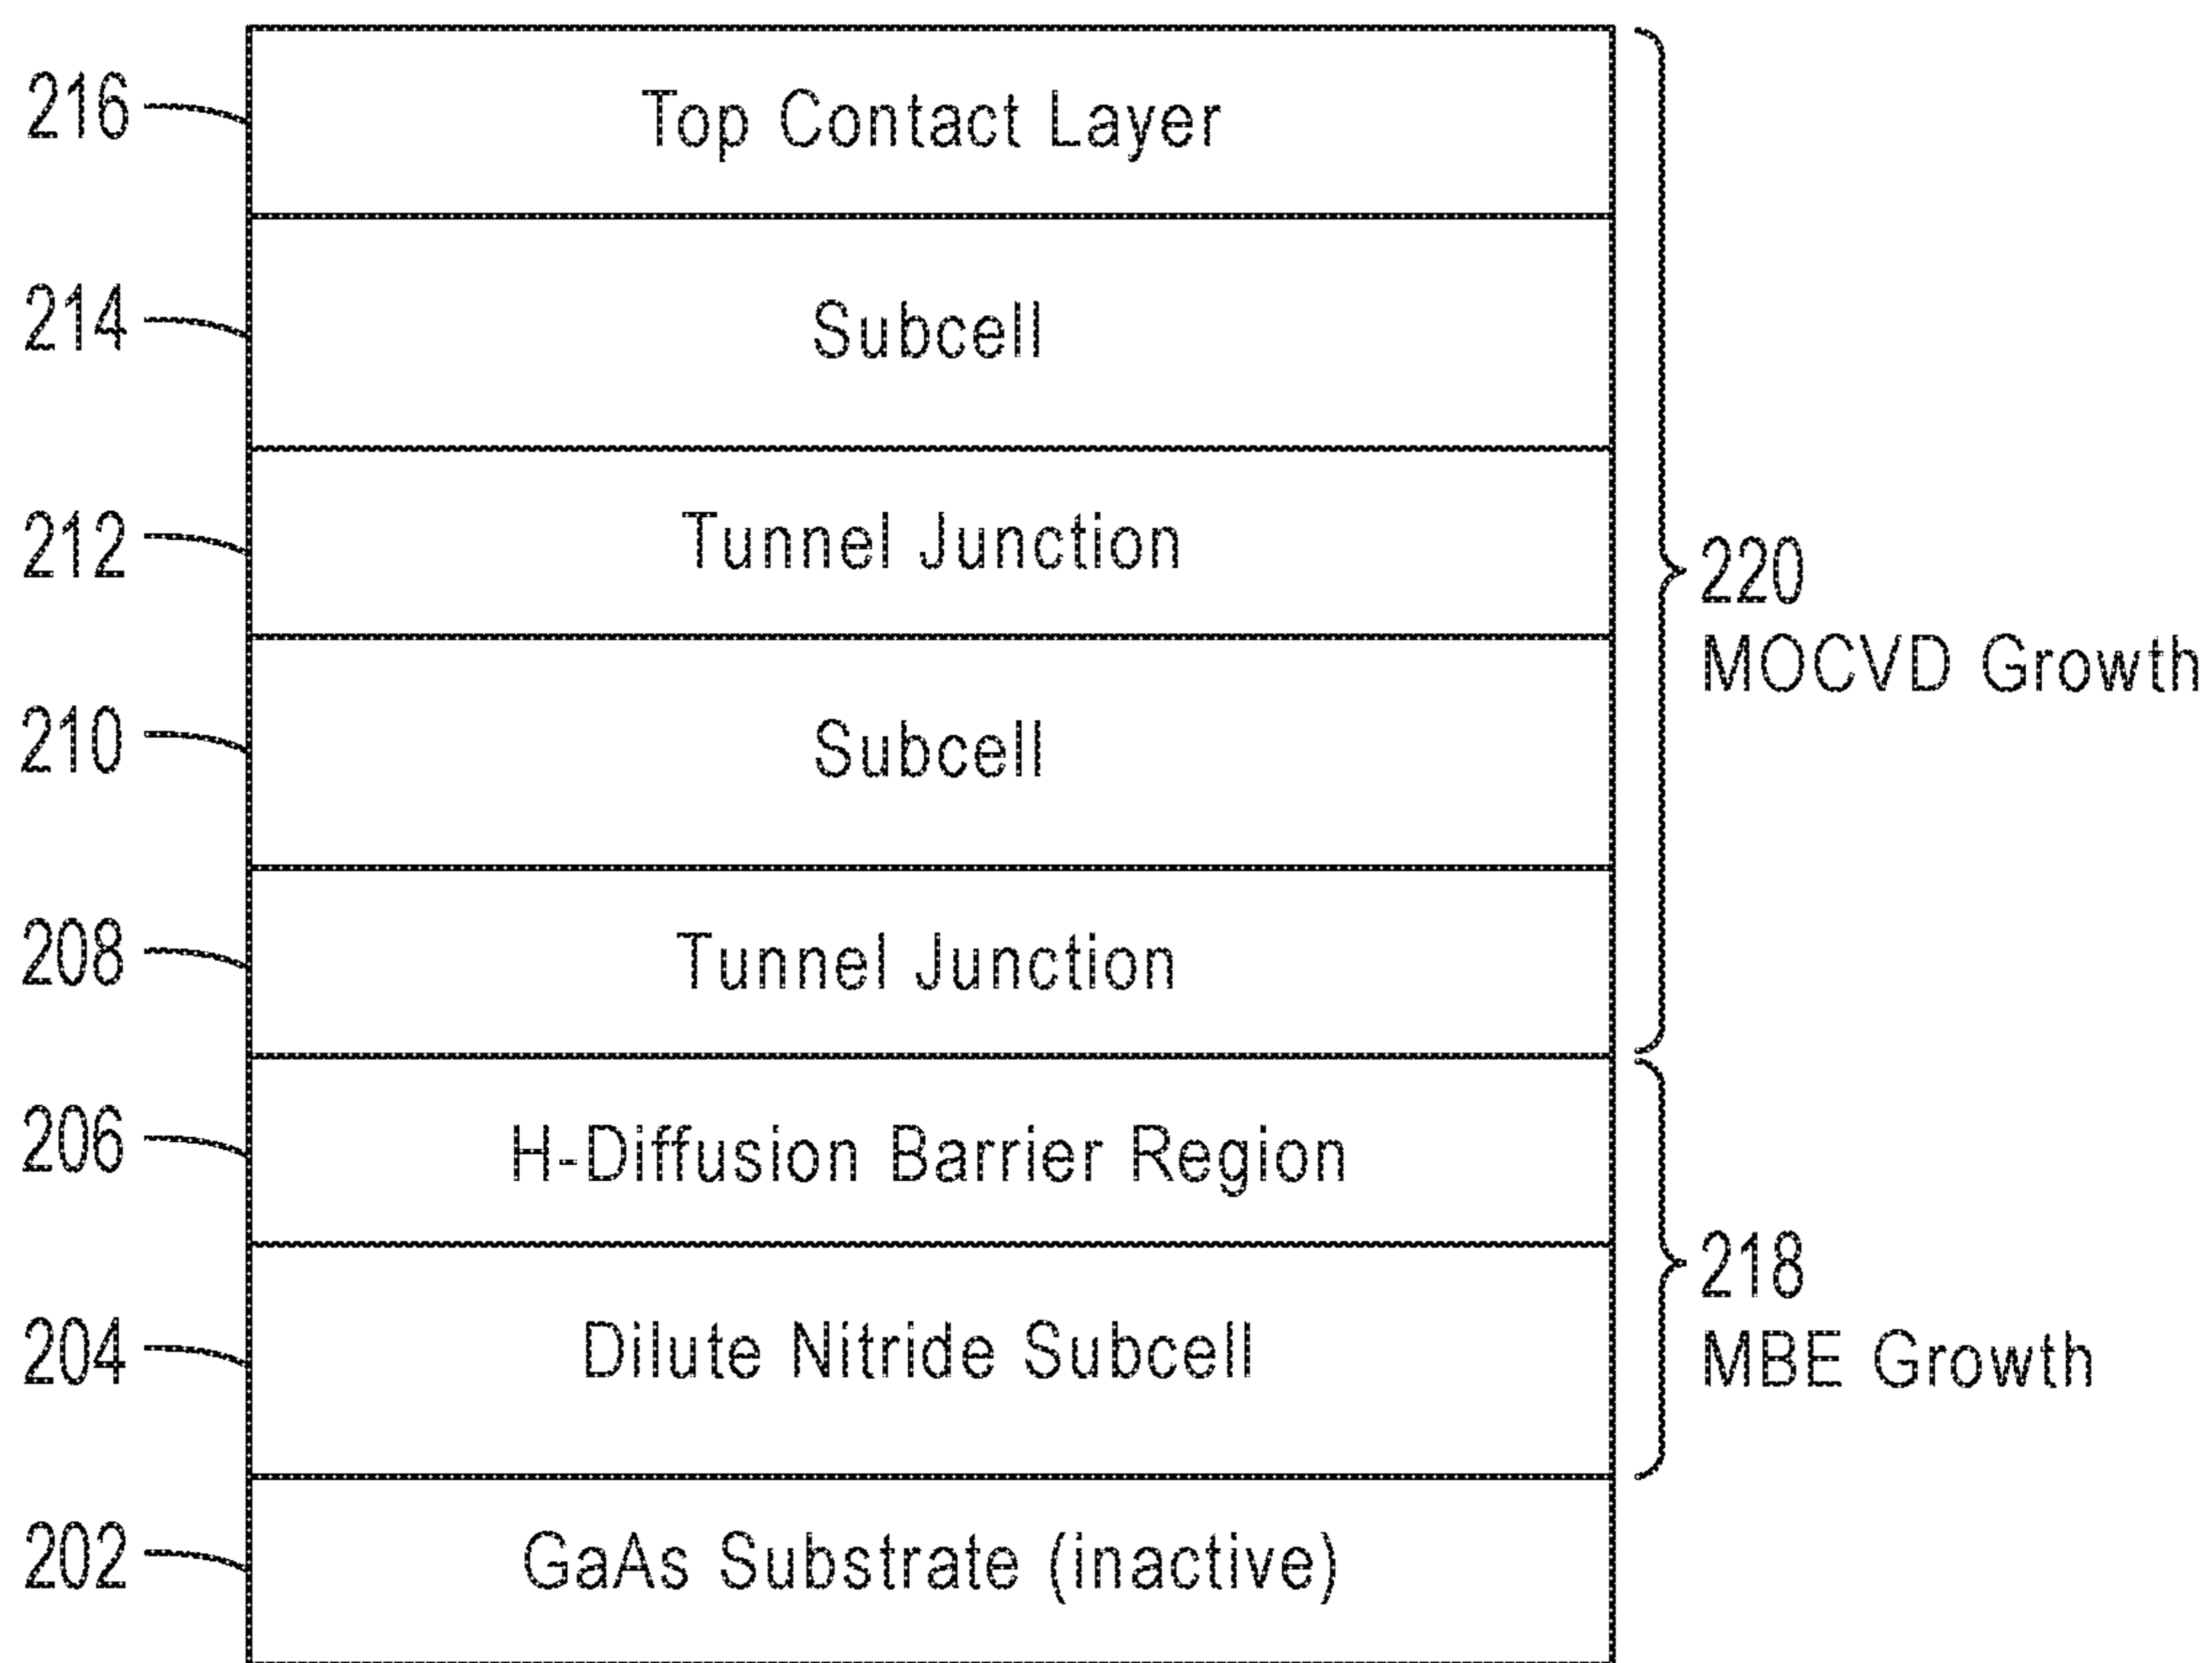 216 Top Contact Layer
214 Subcell
212 Tunnel Junction
220
MOCVD Growth
210 Subcell
208 Tunnel Junction
206 H-Diffusion Barrier Region
218
MBE Growth
204 Dilute Nitride Subcell
202 GaAs Substrate (inactive)